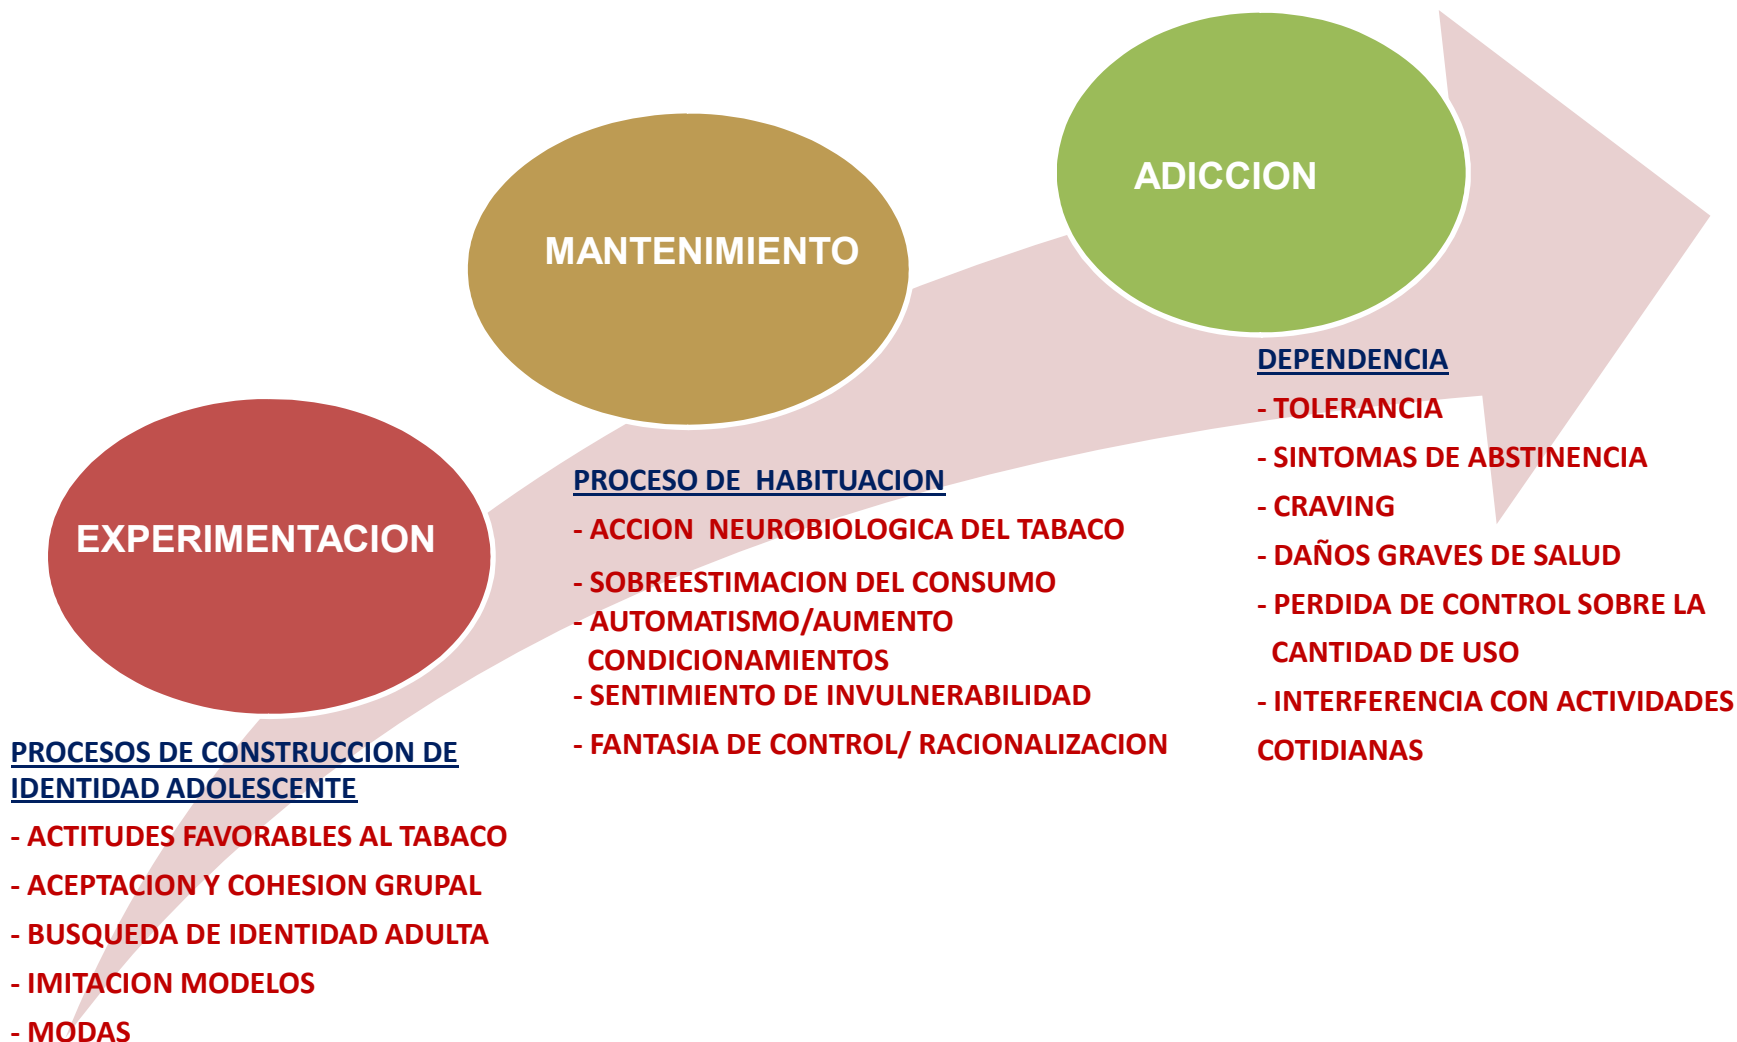 EXPERIMENTACION
PROCESOS DE CONSTRUCCION DE
IDENTIDAD ADOLESCENTE
- ACTITUDES FAVORABLES AL TABACO
- ACEPTACION Y COHESION GRUPAL
- BUSQUEDA DE IDENTIDAD ADULTA
- IMITACION MODELOS
- MODAS
MANTENIMIENTO
PROCESO DE HABITUACION
- ACCION NEUROBIOLOGICA DEL TABACO
- SOBREESTIMACION DEL CONSUMO
- AUTOMATISMO/AUMENTO
CONDICIONAMIENTOS
- SENTIMIENTO DE INVULNERABILIDAD
- FANTASIA DE CONTROL/ RACIONALIZACION
ADICCION
DEPENDENCIA
- TOLERANCIA
- SINTOMAS DE ABSTINENCIA
- CRAVING
- DAÑOS GRAVES DE SALUD
- PERDIDA DE CONTROL SOBRE LA
CANTIDAD DE USO
- INTERFERENCIA CON ACTIVIDADES
COTIDIANAS